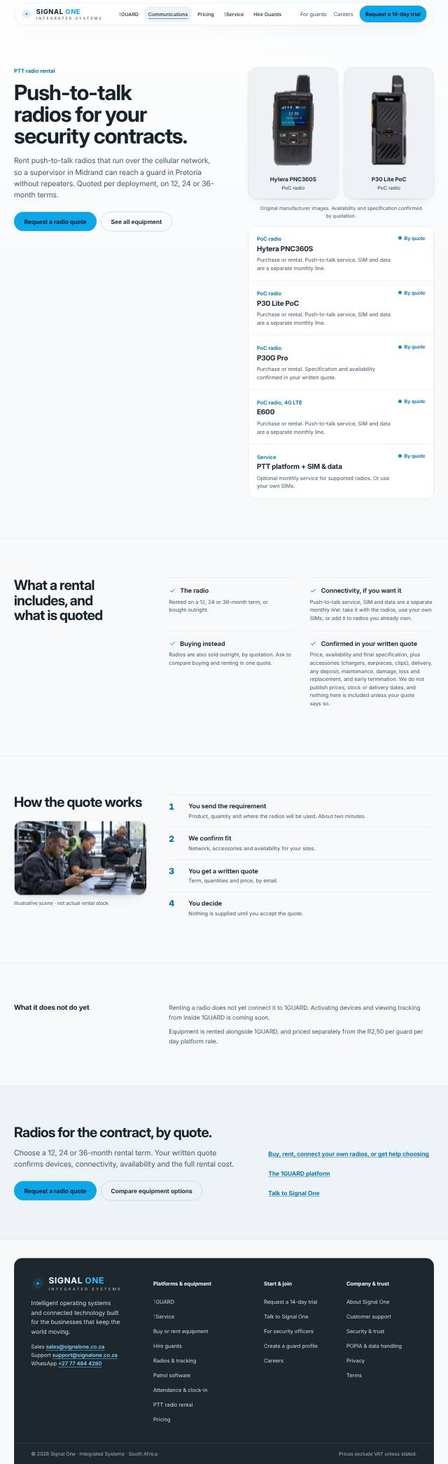 SIGNAL ONE
INTEGRATED SYSTEMS
1GUARD
Communications
Pricing
1Service
Hire Guards
For guards
Careers
Request a 14-day trial
PTT radio rental
Push-to-talk
radios for your
security contracts.
Rent push-to-talk radios that run over the cellular network,
so a supervisor in Midrand can reach a guard in Pretoria
without repeaters. Quoted per deployment, on 12, 24 or 36-
month terms.
Request a radio quote
See all equipment
Hytera PNC360S
PoC radio
P30 Lite PoC
PoC radio
Original manufacturer images. Availability and specification confirmed
by quotation.
PoC radio
By quote
Hytera PNC360S
Purchase or rental. Push-to-talk service, SIM and data
are a separate monthly line.
PoC radio
By quote
P30 Lite PoC
Purchase or rental. Push-to-talk service, SIM and data
are a separate monthly line.
PoC radio
By quote
P30G Pro
Purchase or rental. Specification and availability
confirmed in your written quote.
PoC radio, 4G LTE
By quote
E600
Purchase or rental. Push-to-talk service, SIM and data
are a separate monthly line.
Service
By quote
PTT platform + SIM & data
Optional monthly service for supported radios. Or use
your own SIMs.
What a rental
includes, and
what is quoted
The radio
Rented on a 12, 24 or 36-month term, or
bought outright.
Connectivity, if you want it
Push-to-talk service, SIM and data are a separate
monthly line: take it with the radios, use your own
SIMs, or add it to radios you already own.
Buying instead
Radios are also sold outright, by quotation. Ask to
compare buying and renting in one quote.
Confirmed in your written quote
Price, availability and final specification, plus
accessories (chargers, earpieces, clips), delivery,
any deposit, maintenance, damage, loss and
replacement, and early termination. We do not
publish prices, stock or delivery dates, and
nothing here is included unless your quote
says so.
How the quote works
Illustrative scene · not actual rental stock.
1
You send the requirement
Product, quantity and where the radios will be used. About two minutes.
2
We confirm fit
Network, accessories and availability for your sites.
3
You get a written quote
Term, quantities and price, by email.
4
You decide
Nothing is supplied until you accept the quote.
What it does not do yet
Renting a radio does not yet connect it to 1GUARD. Activating devices and viewing tracking
from inside 1GUARD is coming soon.
Equipment is rented alongside 1GUARD, and priced separately from the R2,50 per guard per
day platform rate.
Radios for the contract, by quote.
Choose a 12, 24 or 36-month rental term. Your written quote
confirms devices, connectivity, availability and the full rental cost.
Request a radio quote
Compare equipment options
Buy, rent, connect your own radios, or get help choosing
The 1GUARD platform
Talk to Signal One
SIGNAL ONE
INTEGRATED SYSTEMS
Intelligent operating systems
and connected technology built
for the businesses that keep the
world moving.
Sales sales@signalone.co.za
Support support@signalone.co.za
WhatsApp +27 77 464 4280
Platforms & equipment
1GUARD
1Service
Buy or rent equipment
Hire guards
Radios & tracking
Patrol software
Attendance & clock-in
PTT radio rental
Pricing
Start & join
Request a 14-day trial
Talk to Signal One
For security officers
Create a guard profile
Careers
Company & trust
About Signal One
Customer support
Security & trust
POPIA & data handling
Privacy
Terms
© 2026 Signal One · Integrated Systems · South Africa
Prices exclude VAT unless stated.